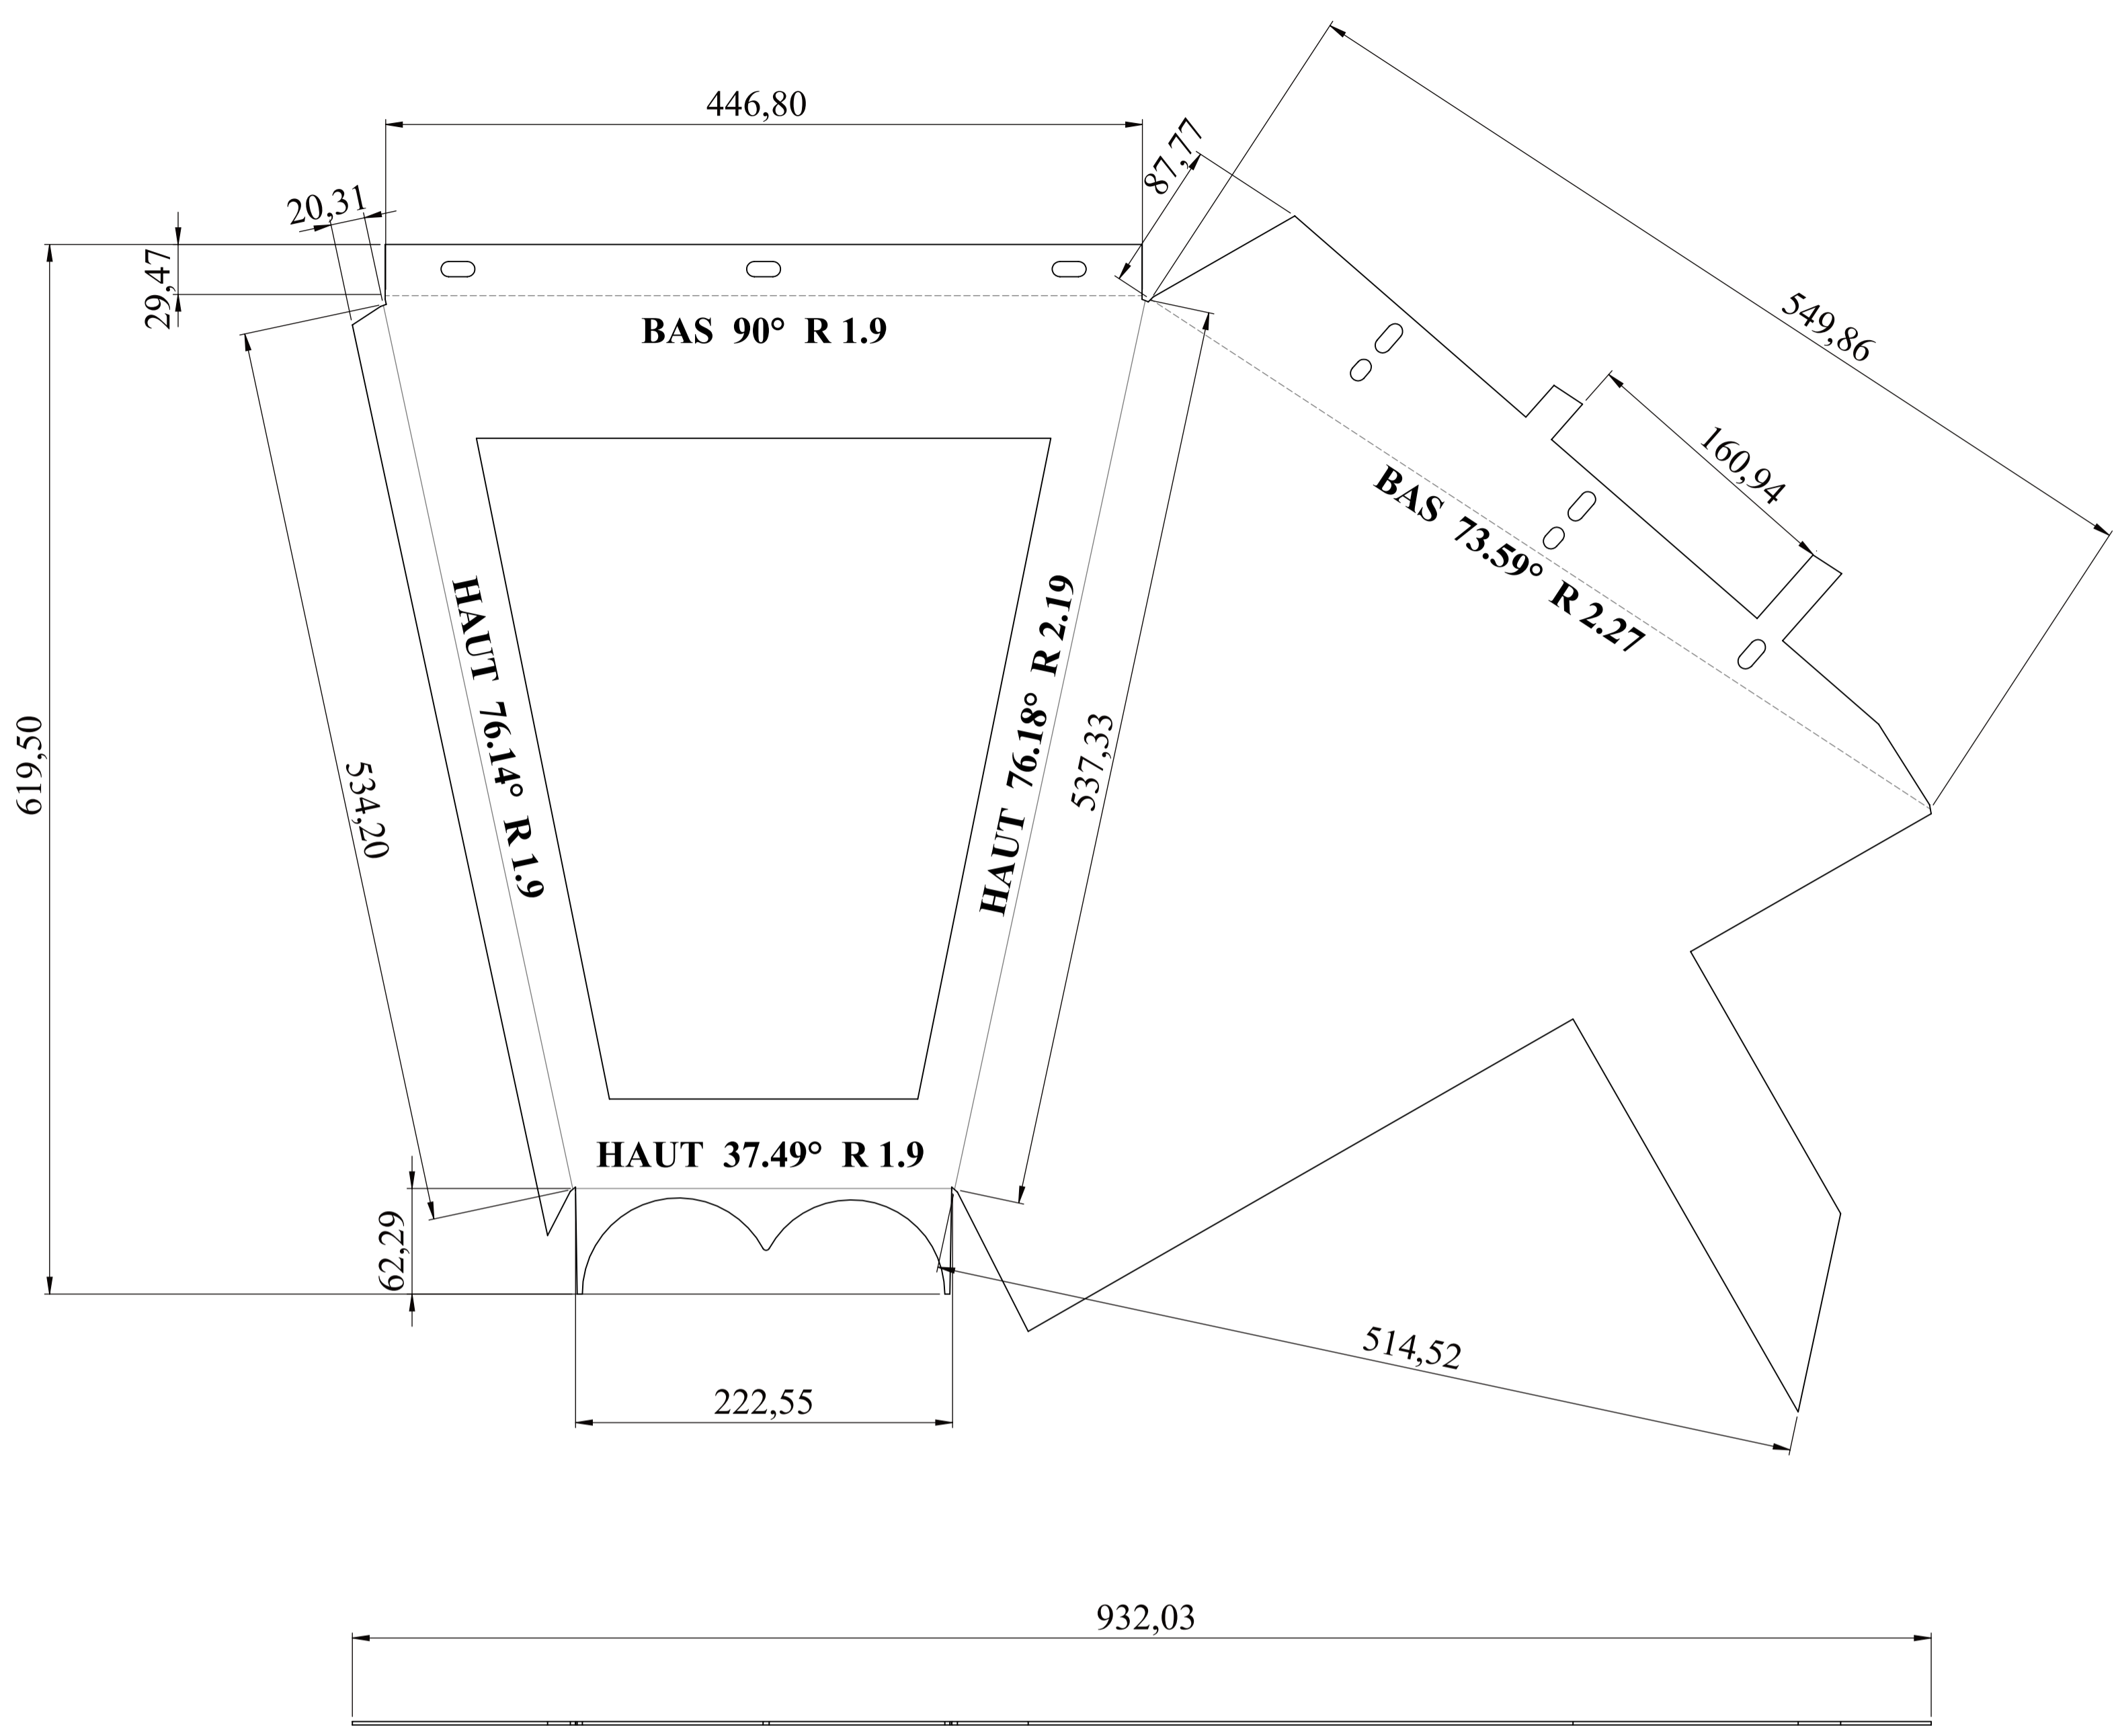 446,80
87,77
20,31
29,47
BAS 90° R 1.9
549,86
160,94
BAS 73.59° R 2.27
HAUT 76.14° R 1.9
HAUT 76.18° R 2.19
619,50
534,20
537,33
HAUT 37.49° R 1.9
62,29
514,52
222,55
932,03